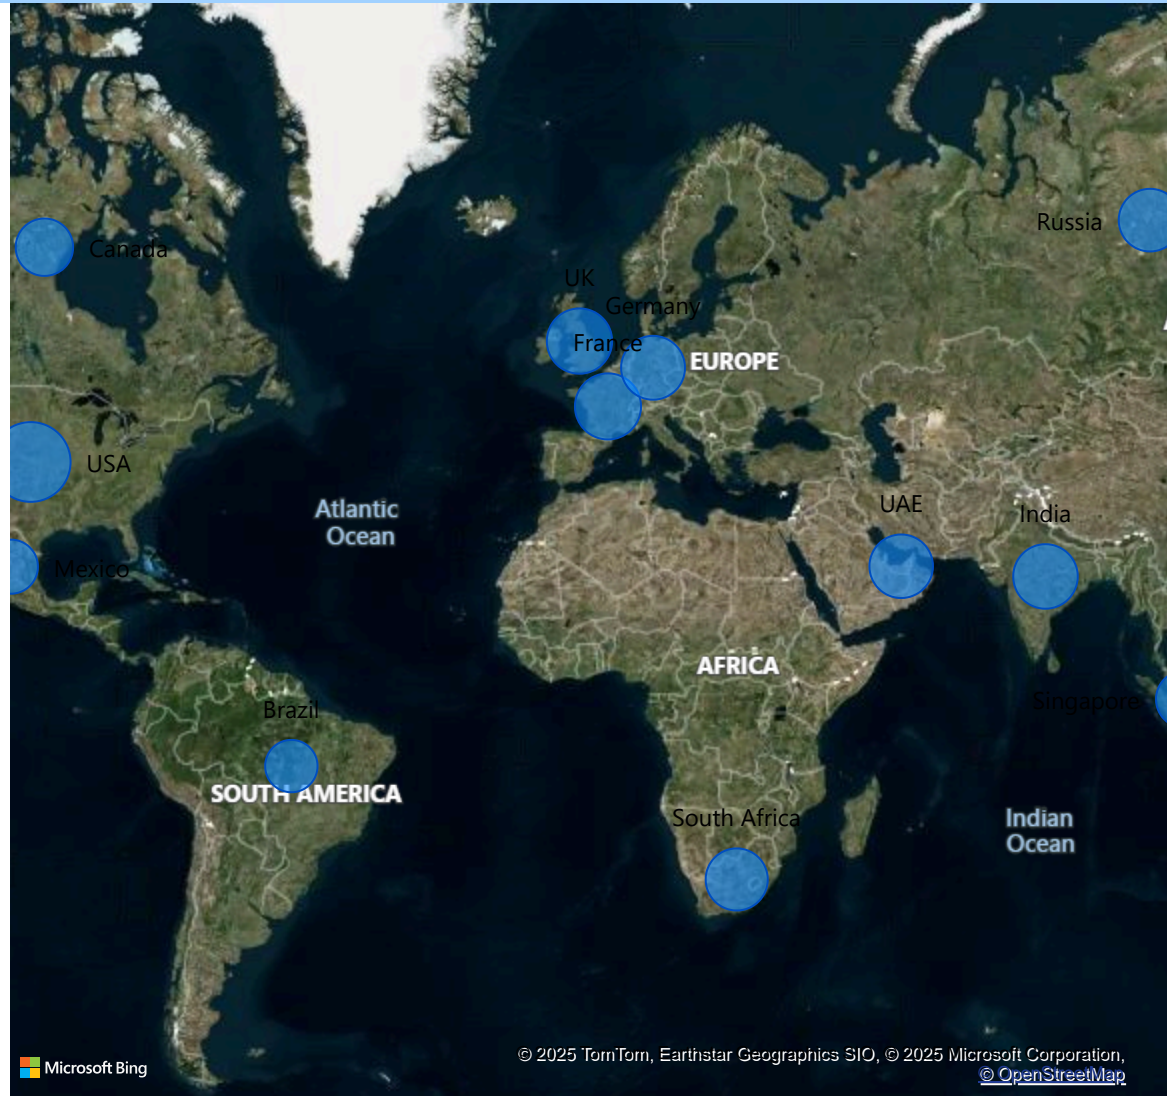 Russia
Canada
UK
Germany
France
EUROPE
USA
Atlantic
Ocean
UAE
India
Mexico
AFRICA
Singapore
Brazil
SOUTH AMERICA
South Africa
Indian
Ocean
Microsoft Bing
© 2025 TomTom, Earthstar Geographics SIO, © 2025 Microsoft Corporation,
© OpenStreetMap